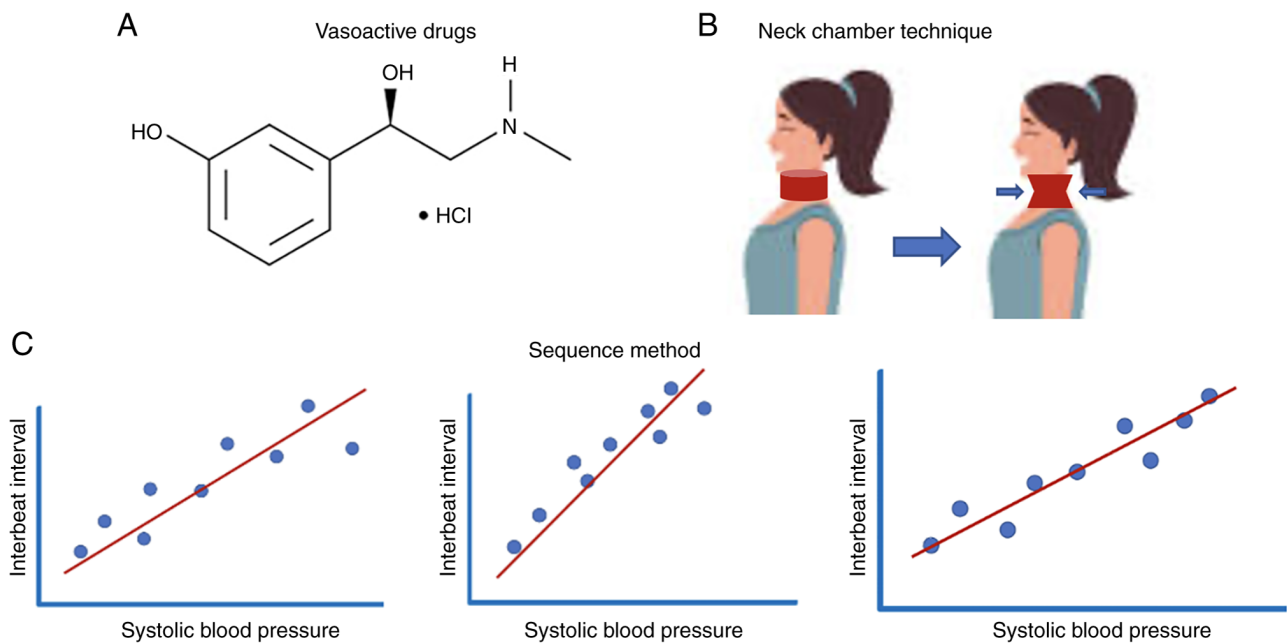 A
Vasoactive drugs
OH
H
HO
N
• HCl
B
Neck chamber technique
C
Sequence method
Interbeat interval
Systolic blood pressure
Interbeat interval
Systolic blood pressure
Interbeat interval
Systolic blood pressure